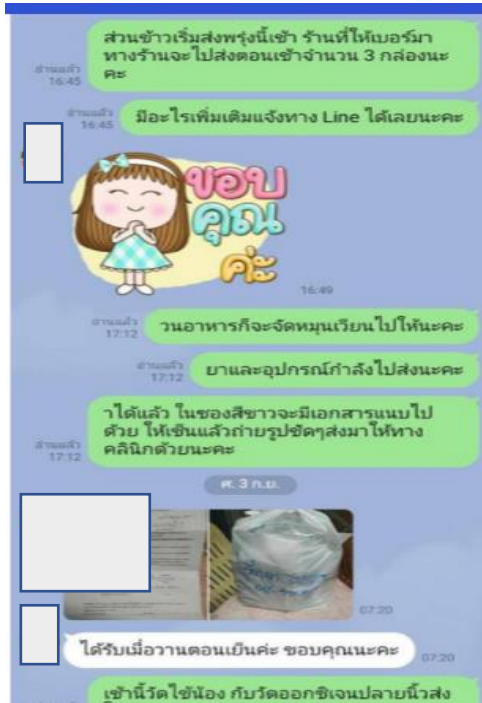 ส่วนข้าวเริ่มส่งพรุ่งนี้เช้า ร้านที่ให้เบอร์มา
ทางร้านจะไปส่งตอนเช้าจำนวน 3 กล่องนะ
คะ
อ่านแล้ว
16:45
มีอะไรเพิ่มเติมแจ้งทาง Line ได้เลยนะคะ
อ่านแล้ว
16:45
ขอบ
คุณ
ค่ะ
16:49
วนอาหารก็จะจัดหมุนเวียนไปให้นะคะ
อ่านแล้ว
17:12
ยาและอุปกรณ์กำลังไปส่งนะคะ
อ่านแล้ว
17:12
าได้แล้ว ในซองสีขาวจะมีเอกสารแนบไป
ด้วย ให้เซ็นแล้วถ่ายรูปชัดๆส่งมาให้ทาง
คลินิกด้วยนะคะ
อ่านแล้ว
17:12
ศ. 3 ก.ย.
07:20
ได้รับเมื่อวานตอนเย็นค่ะ ขอบคุณนะคะ
07:20
เช้านี้วัดไข้น้อง กับวัดออกซิเจนปลายนิ้วส่ง